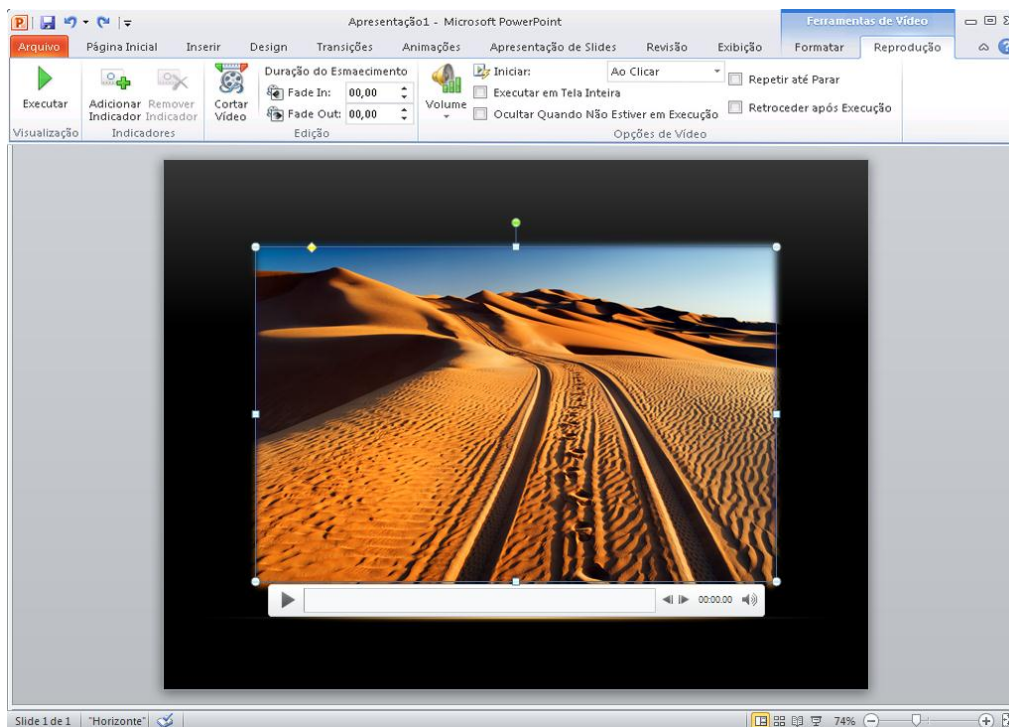 Apresentação1 - Microsoft PowerPoint
Ferramentas de Vídeo
Arquivo Página Inicial Inserir Design Transições Animações Apresentação de Slides Revisão Exibição Formatar Reprodução
Executar
Visualização
Adicionar Indicador
Remover Indicador
Indicadores
Cortar Vídeo
Duração do Esmaecimento
Fade In: 00,00
Fade Out: 00,00
Edição
Volume
Iniciar: Ao Clicar
Executar em Tela Inteira
Ocultar Quando Não Estiver em Execução
Repetir até Parar
Retroceder após Execução
Opções de Vídeo
00:00.00
Slide 1 de 1 "Horizonte" 74%